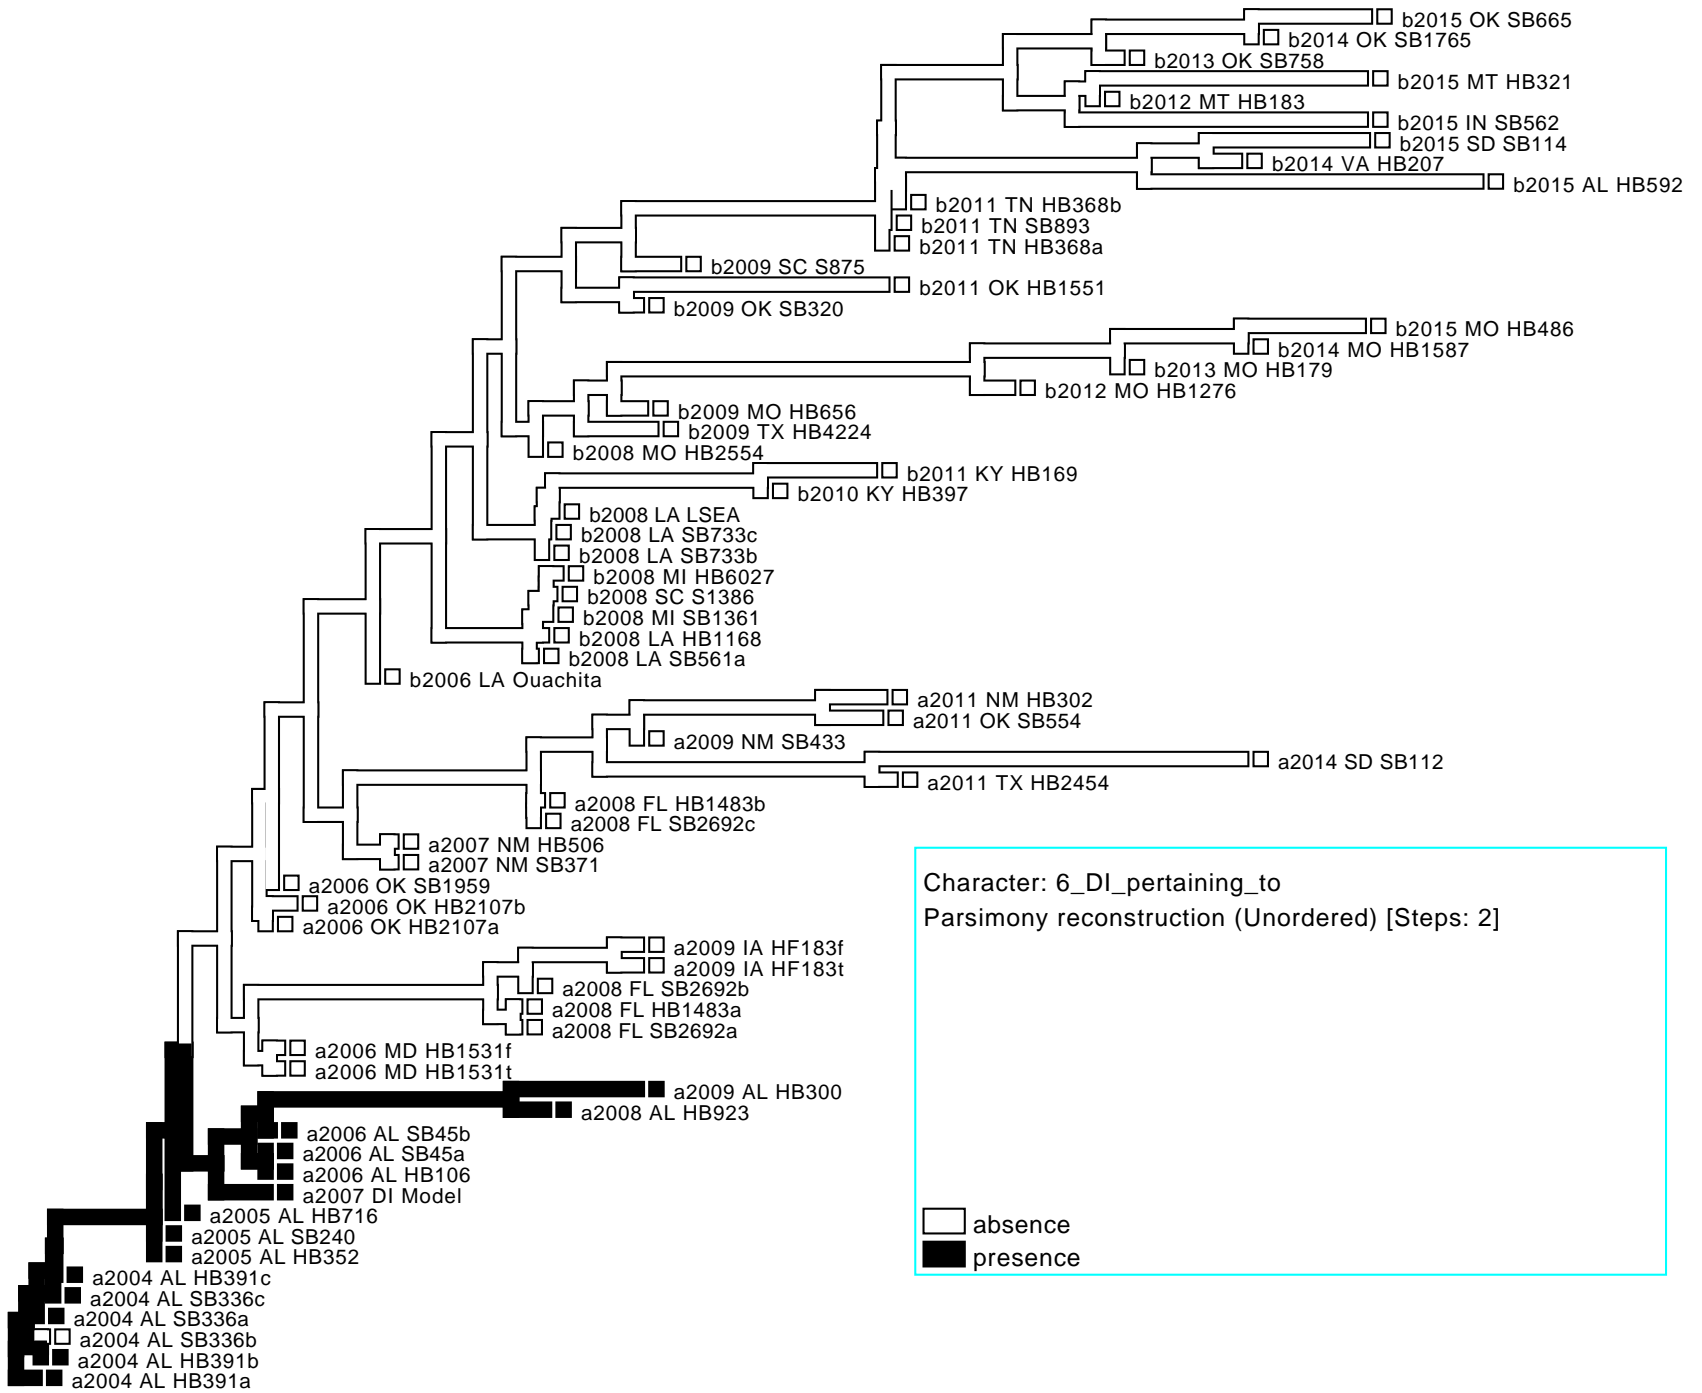 b2015 OK SB665
b2014 OK SB1765
b2013 OK SB758
b2015 MT HB321
b2012 MT HB183
b2015 IN SB562
b2015 SD SB114
b2014 VA HB207
b2015 AL HB592
b2011 TN HB368b
b2011 TN SB893
b2011 TN HB368a
b2009 SC S875
b2011 OK HB1551
b2009 OK SB320
b2015 MO HB486
b2014 MO HB1587
b2013 MO HB179
b2012 MO HB1276
b2009 MO HB656
b2009 TX HB4224
b2008 MO HB2554
b2011 KY HB169
b2010 KY HB397
b2008 LA LSEA
b2008 LA SB733c
b2008 LA SB733b
b2008 MI HB6027
b2008 SC S1386
b2008 MI SB1361
b2008 LA HB1168
b2008 LA SB561a
b2006 LA Ouachita
a2011 NM HB302
a2011 OK SB554
a2009 NM SB433
a2014 SD SB112
a2011 TX HB2454
a2008 FL HB1483b
a2008 FL SB2692c
a2007 NM HB506
a2007 NM SB371
a2006 OK SB1959
a2006 OK HB2107b
a2006 OK HB2107a
a2009 IA HF183f
a2009 IA HF183t
a2008 FL SB2692b
a2008 FL HB1483a
a2008 FL SB2692a
a2006 MD HB1531f
a2006 MD HB1531t
a2009 AL HB300
a2008 AL HB923
a2006 AL SB45b
a2006 AL SB45a
a2006 AL HB106
a2007 DI Model
a2005 AL HB716
a2005 AL SB240
a2005 AL HB352
a2004 AL HB391c
a2004 AL SB336c
a2004 AL SB336a
a2004 AL SB336b
a2004 AL HB391b
a2004 AL HB391a
Character: 6_DI_pertaining_to
Parsimony reconstruction (Unordered) [Steps: 2]
absence
presence